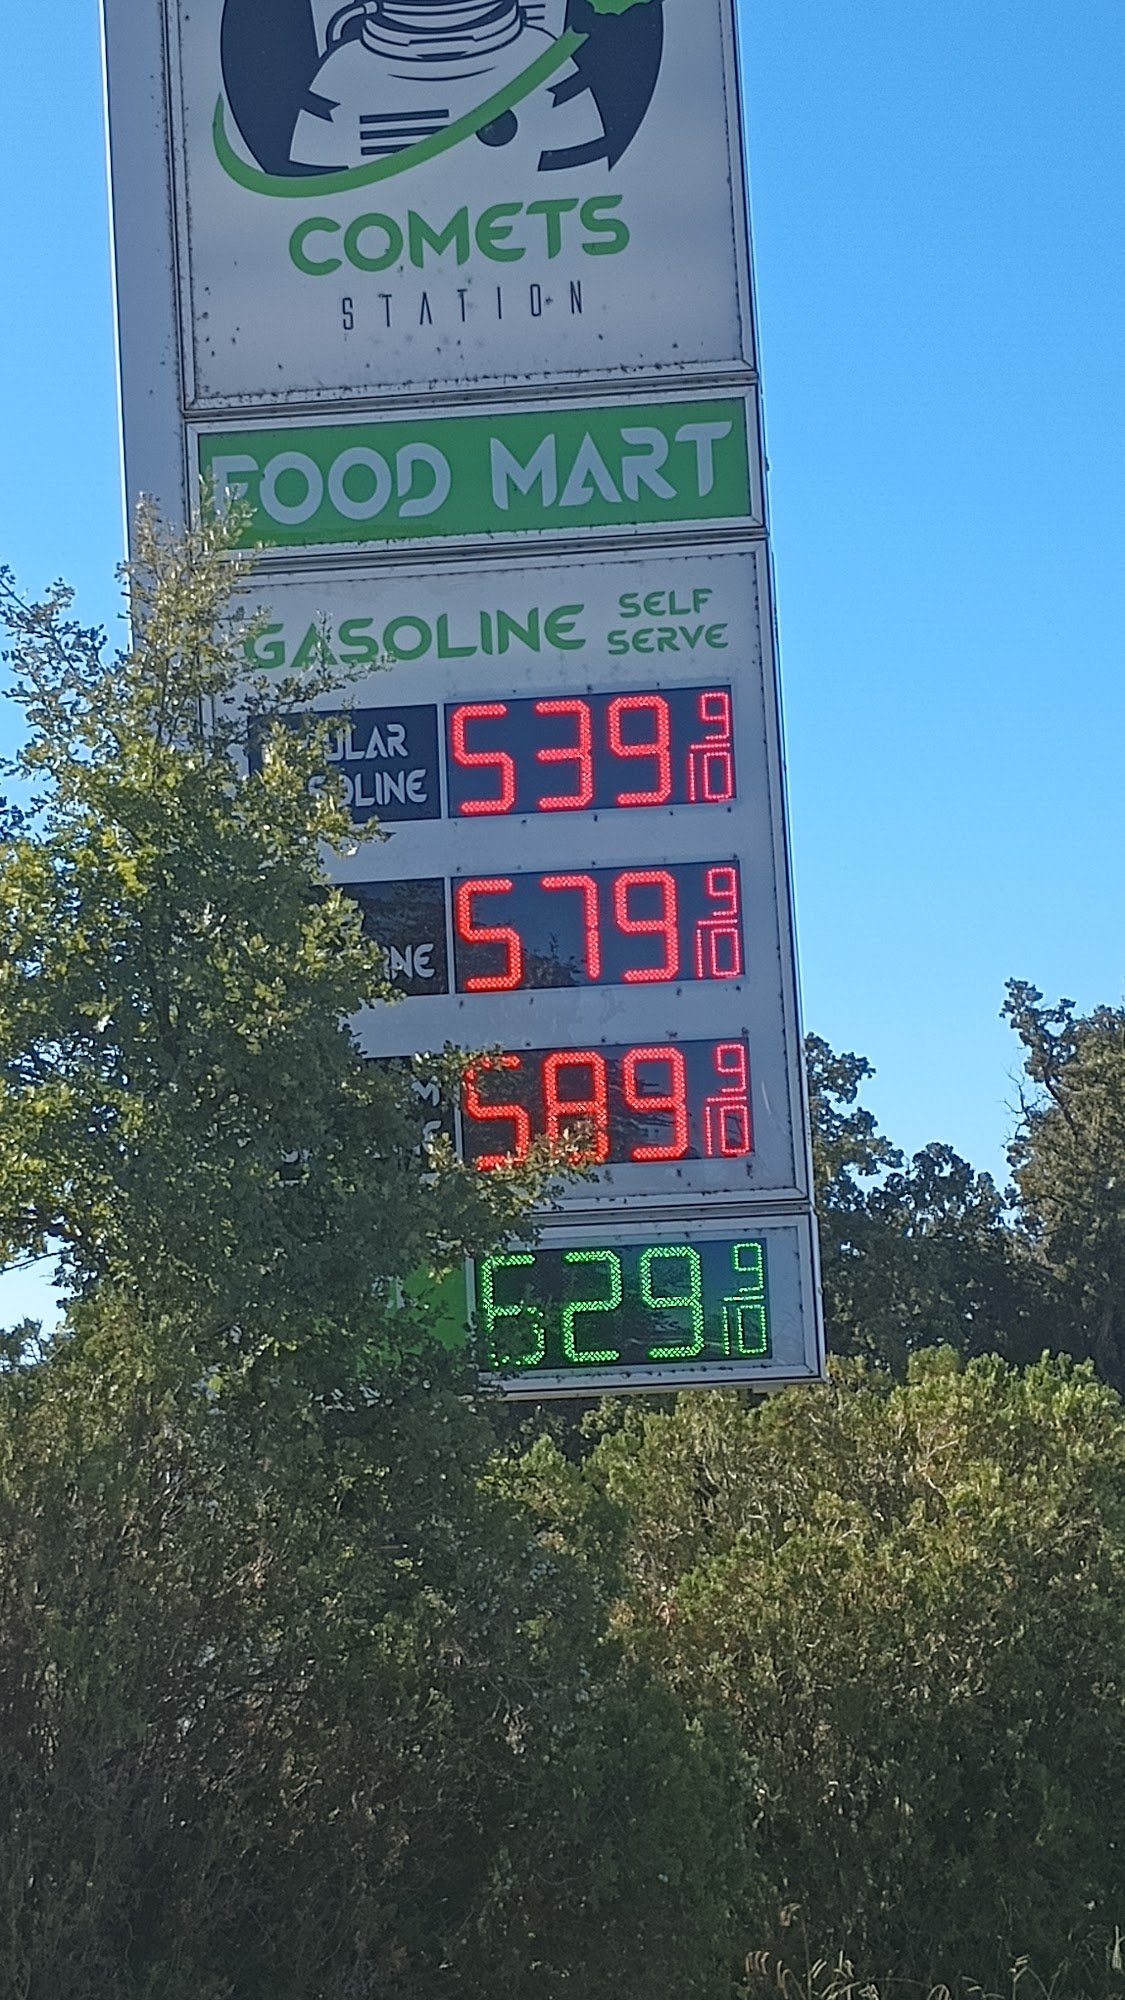 COMETS
STATION
FOOD MART
GASOLINE SELF SERVE
539 9/10
579 9/10
589 9/10
629 9/10